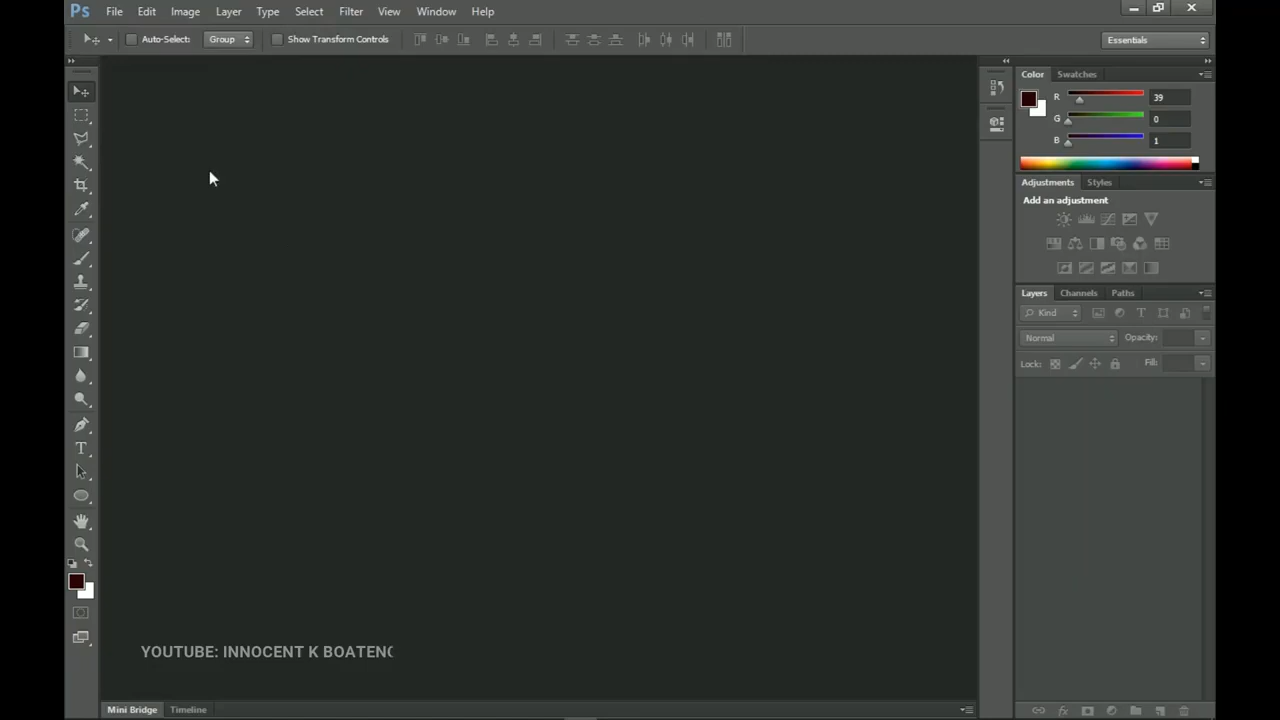 Ps File Edit Image Layer Type Select Filter View Window Help
Auto-Select: Group Show Transform Controls Essentials
Color Swatches
R 39
G 0
B 1
Adjustments Styles
Add an adjustment
Layers Channels Paths
Kind
Normal Opacity:
Lock: Fill:
T
YOUTUBE: INNOCENT K BOATENG
Mini Bridge Timeline